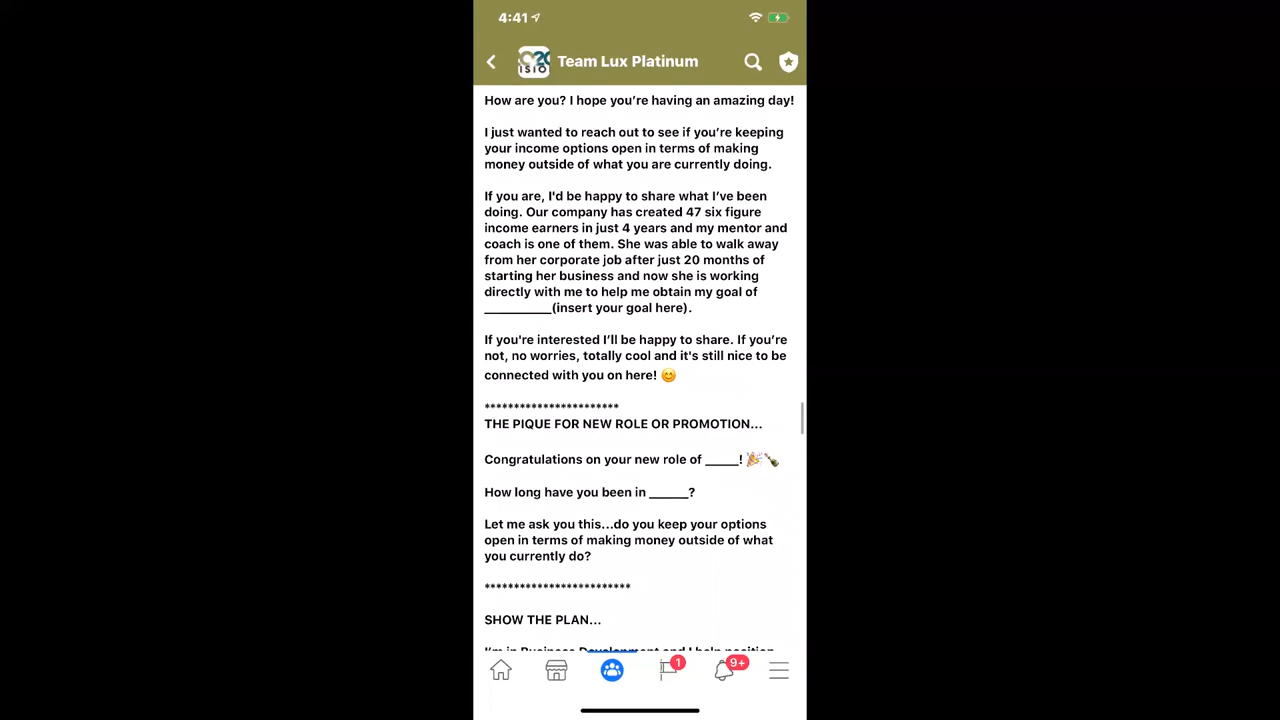 4:41
Team Lux Platinum
ISIO
How are you? I hope you’re having an amazing day!
I just wanted to reach out to see if you’re keeping
your income options open in terms of making
money outside of what you are currently doing.
If you are, I'd be happy to share what I’ve been
doing. Our company has created 47 six figure
income earners in just 4 years and my mentor and
coach is one of them. She was able to walk away
from her corporate job after just 20 months of
starting her business and now she is working
directly with me to help me obtain my goal of
___________(insert your goal here).
If you're interested I’ll be happy to share. If you’re
not, no worries, totally cool and it's still nice to be
connected with you on here! 😊
***********************
THE PIQUE FOR NEW ROLE OR PROMOTION...
Congratulations on your new role of _____! 🎉🍾
How long have you been in ______?
Let me ask you this...do you keep your options
open in terms of making money outside of what
you currently do?
*************************
SHOW THE PLAN...
I'm in Business Development and I help position
1
9+